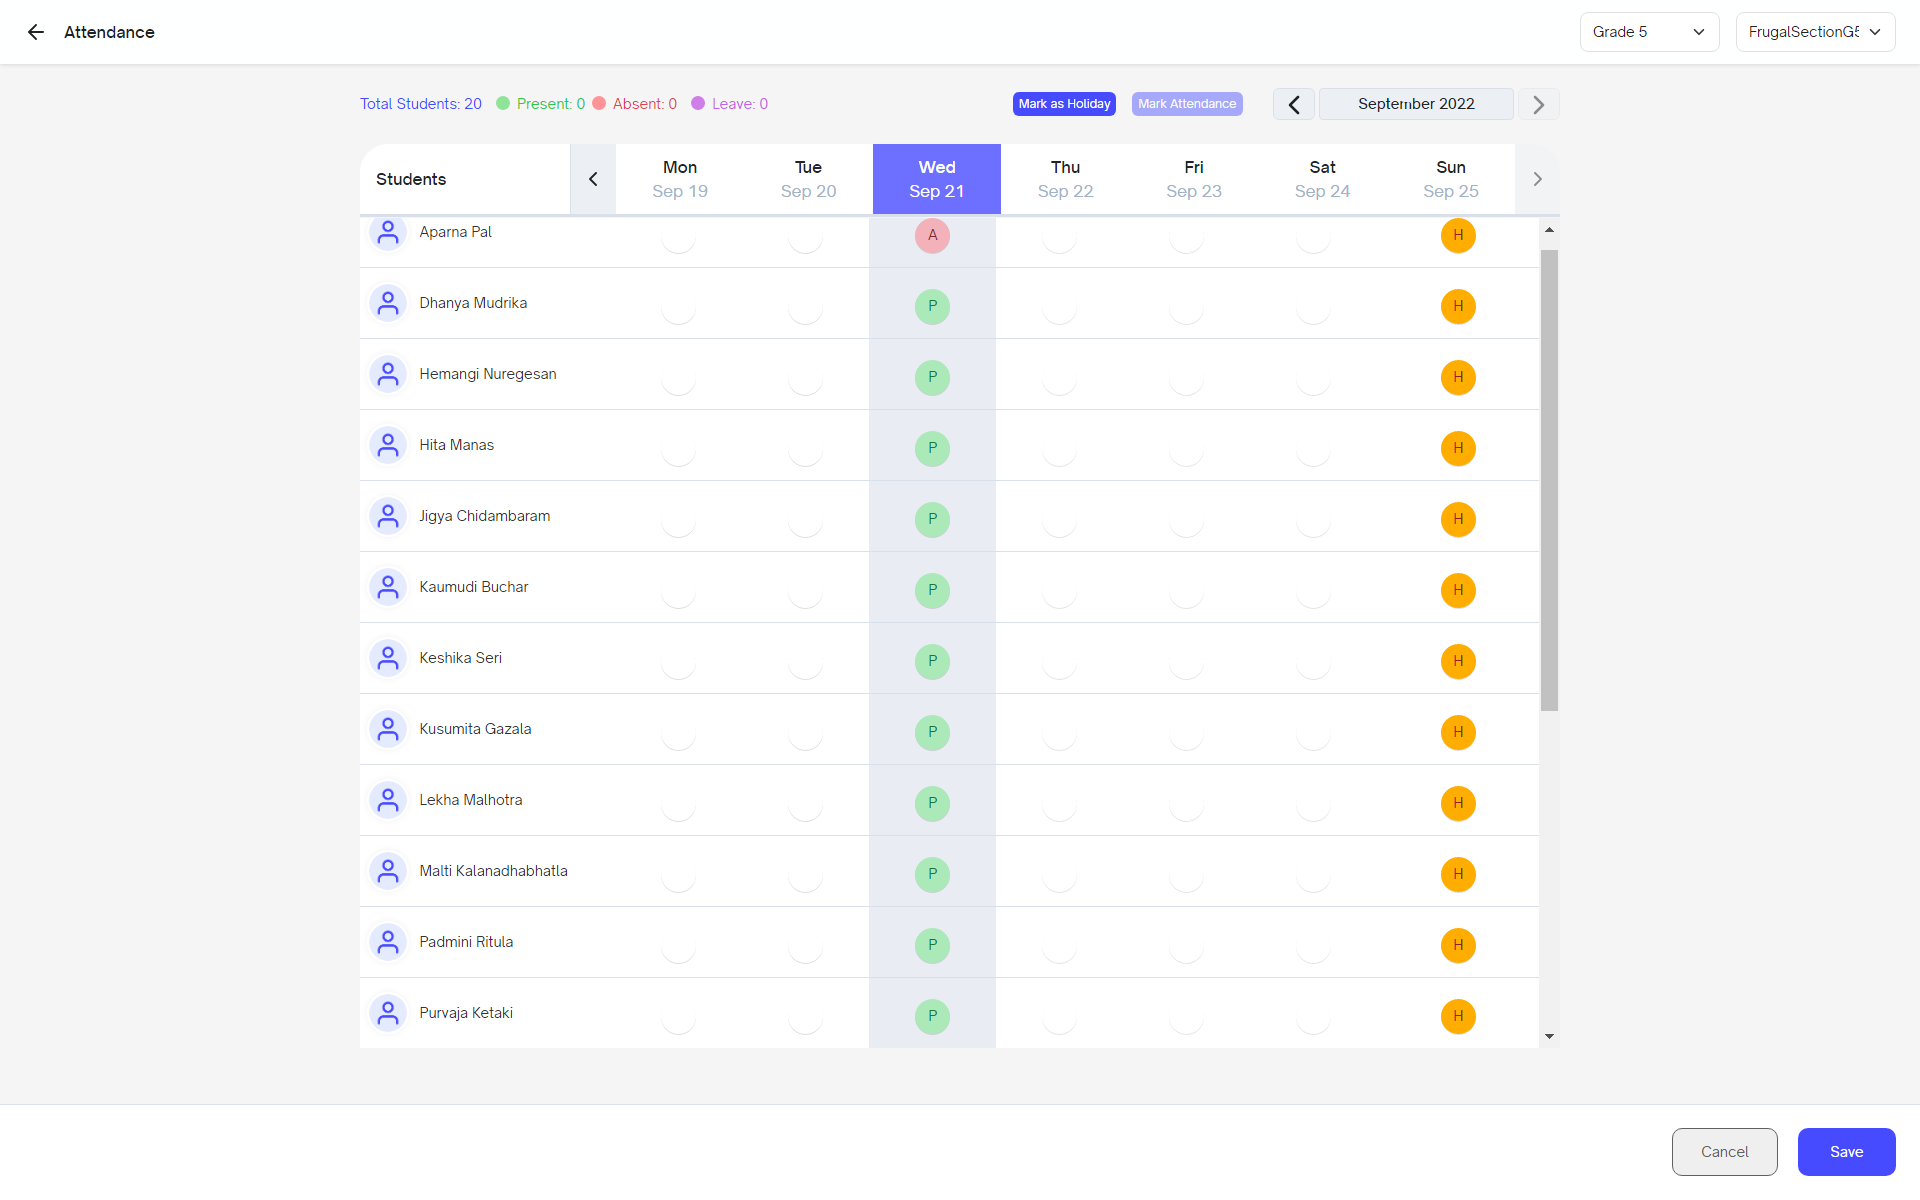 Attendance
Grade 5
FrugalSectionG5
Total Students: 20 Present: 0 Absent: 0 Leave: 0
Mark as Holiday Mark Attendance September 2022
Students Mon Tue Wed Thu Fri Sat Sun
Sep 19 Sep 20 Sep 21 Sep 22 Sep 23 Sep 24 Sep 25
Aparna Pal A H
Dhanya Mudrika P H
Hemangi Nuregesan P H
Hita Manas P H
Jigya Chidambaram P H
Kaumudi Buchar P H
Keshika Seri P H
Kusumita Gazala P H
Lekha Malhotra P H
Malti Kalanadhabhatla P H
Padmini Ritula P H
Purvaja Ketaki P H
Cancel Save